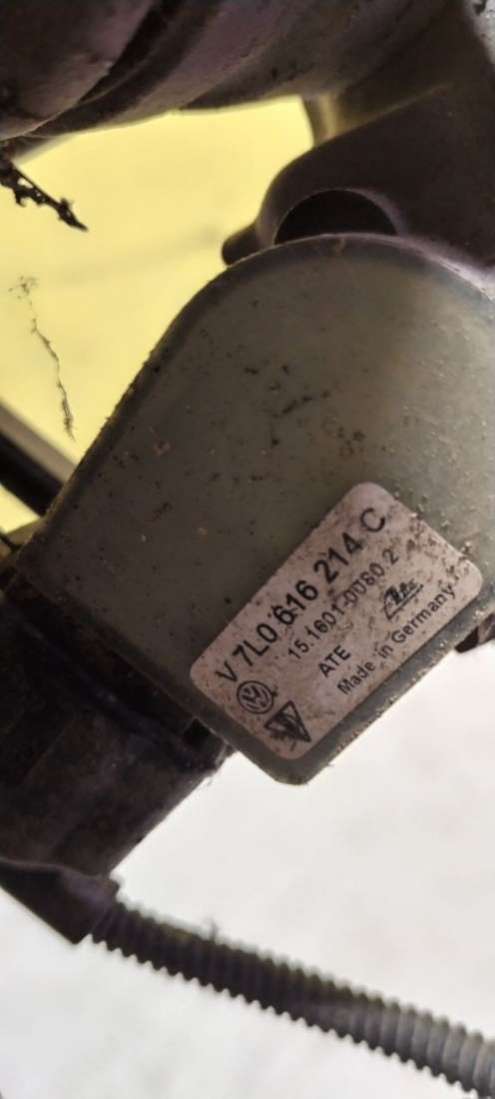 V 7L0 616 214 C
15.1601-0080.2
ATE
Made in Germany